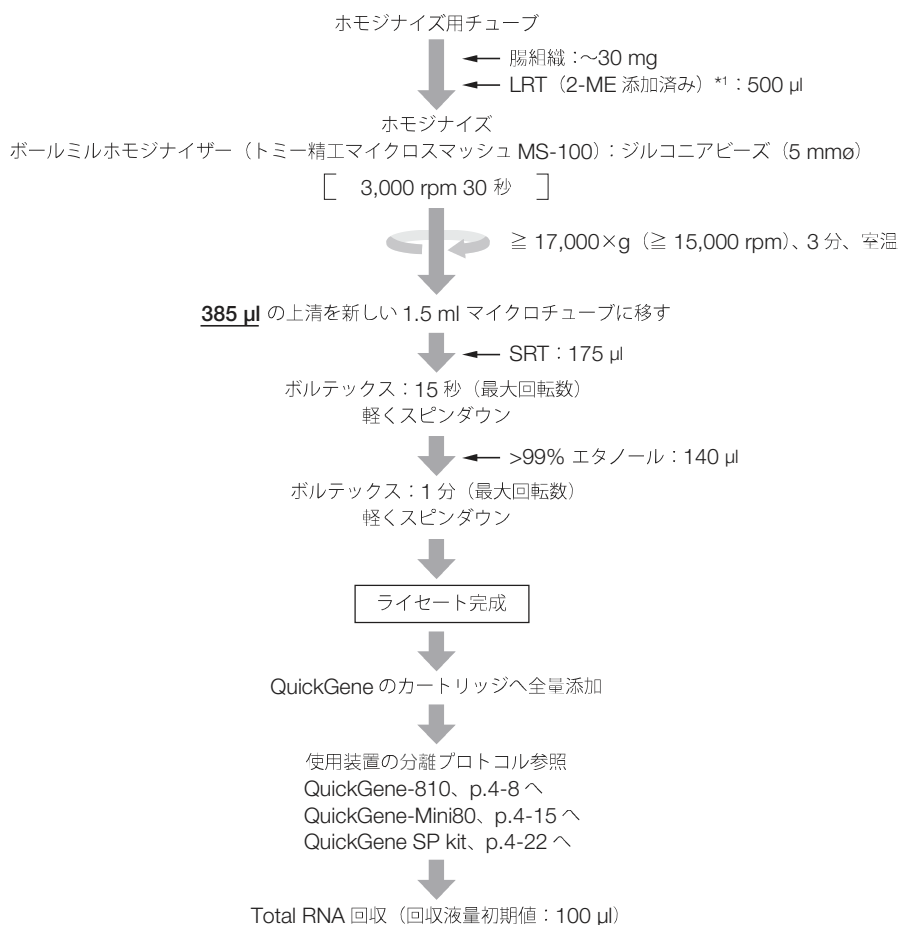 ホモジナイズ用チューブ
腸組織：～30 mg
LRT（2-ME 添加済み）*1：500 µl
ホモジナイズ
ボールミルホモジナイザー（トミー精工マイクロスマッシュ MS-100）：ジルコニアビーズ（5 mmø）
[ 3,000 rpm 30 秒 ]
≧ 17,000×g（≧ 15,000 rpm）、3 分、室温
385 µl の上清を新しい 1.5 ml マイクロチューブに移す
SRT：175 µl
ボルテックス：15 秒（最大回転数）
軽くスピンダウン
>99% エタノール：140 µl
ボルテックス：1 分（最大回転数）
軽くスピンダウン
ライセート完成
QuickGene のカートリッジへ全量添加
使用装置の分離プロトコル参照
QuickGene-810、p.4-8 へ
QuickGene-Mini80、p.4-15 へ
QuickGene SP kit、p.4-22 へ
Total RNA 回収（回収液量初期値：100 µl）